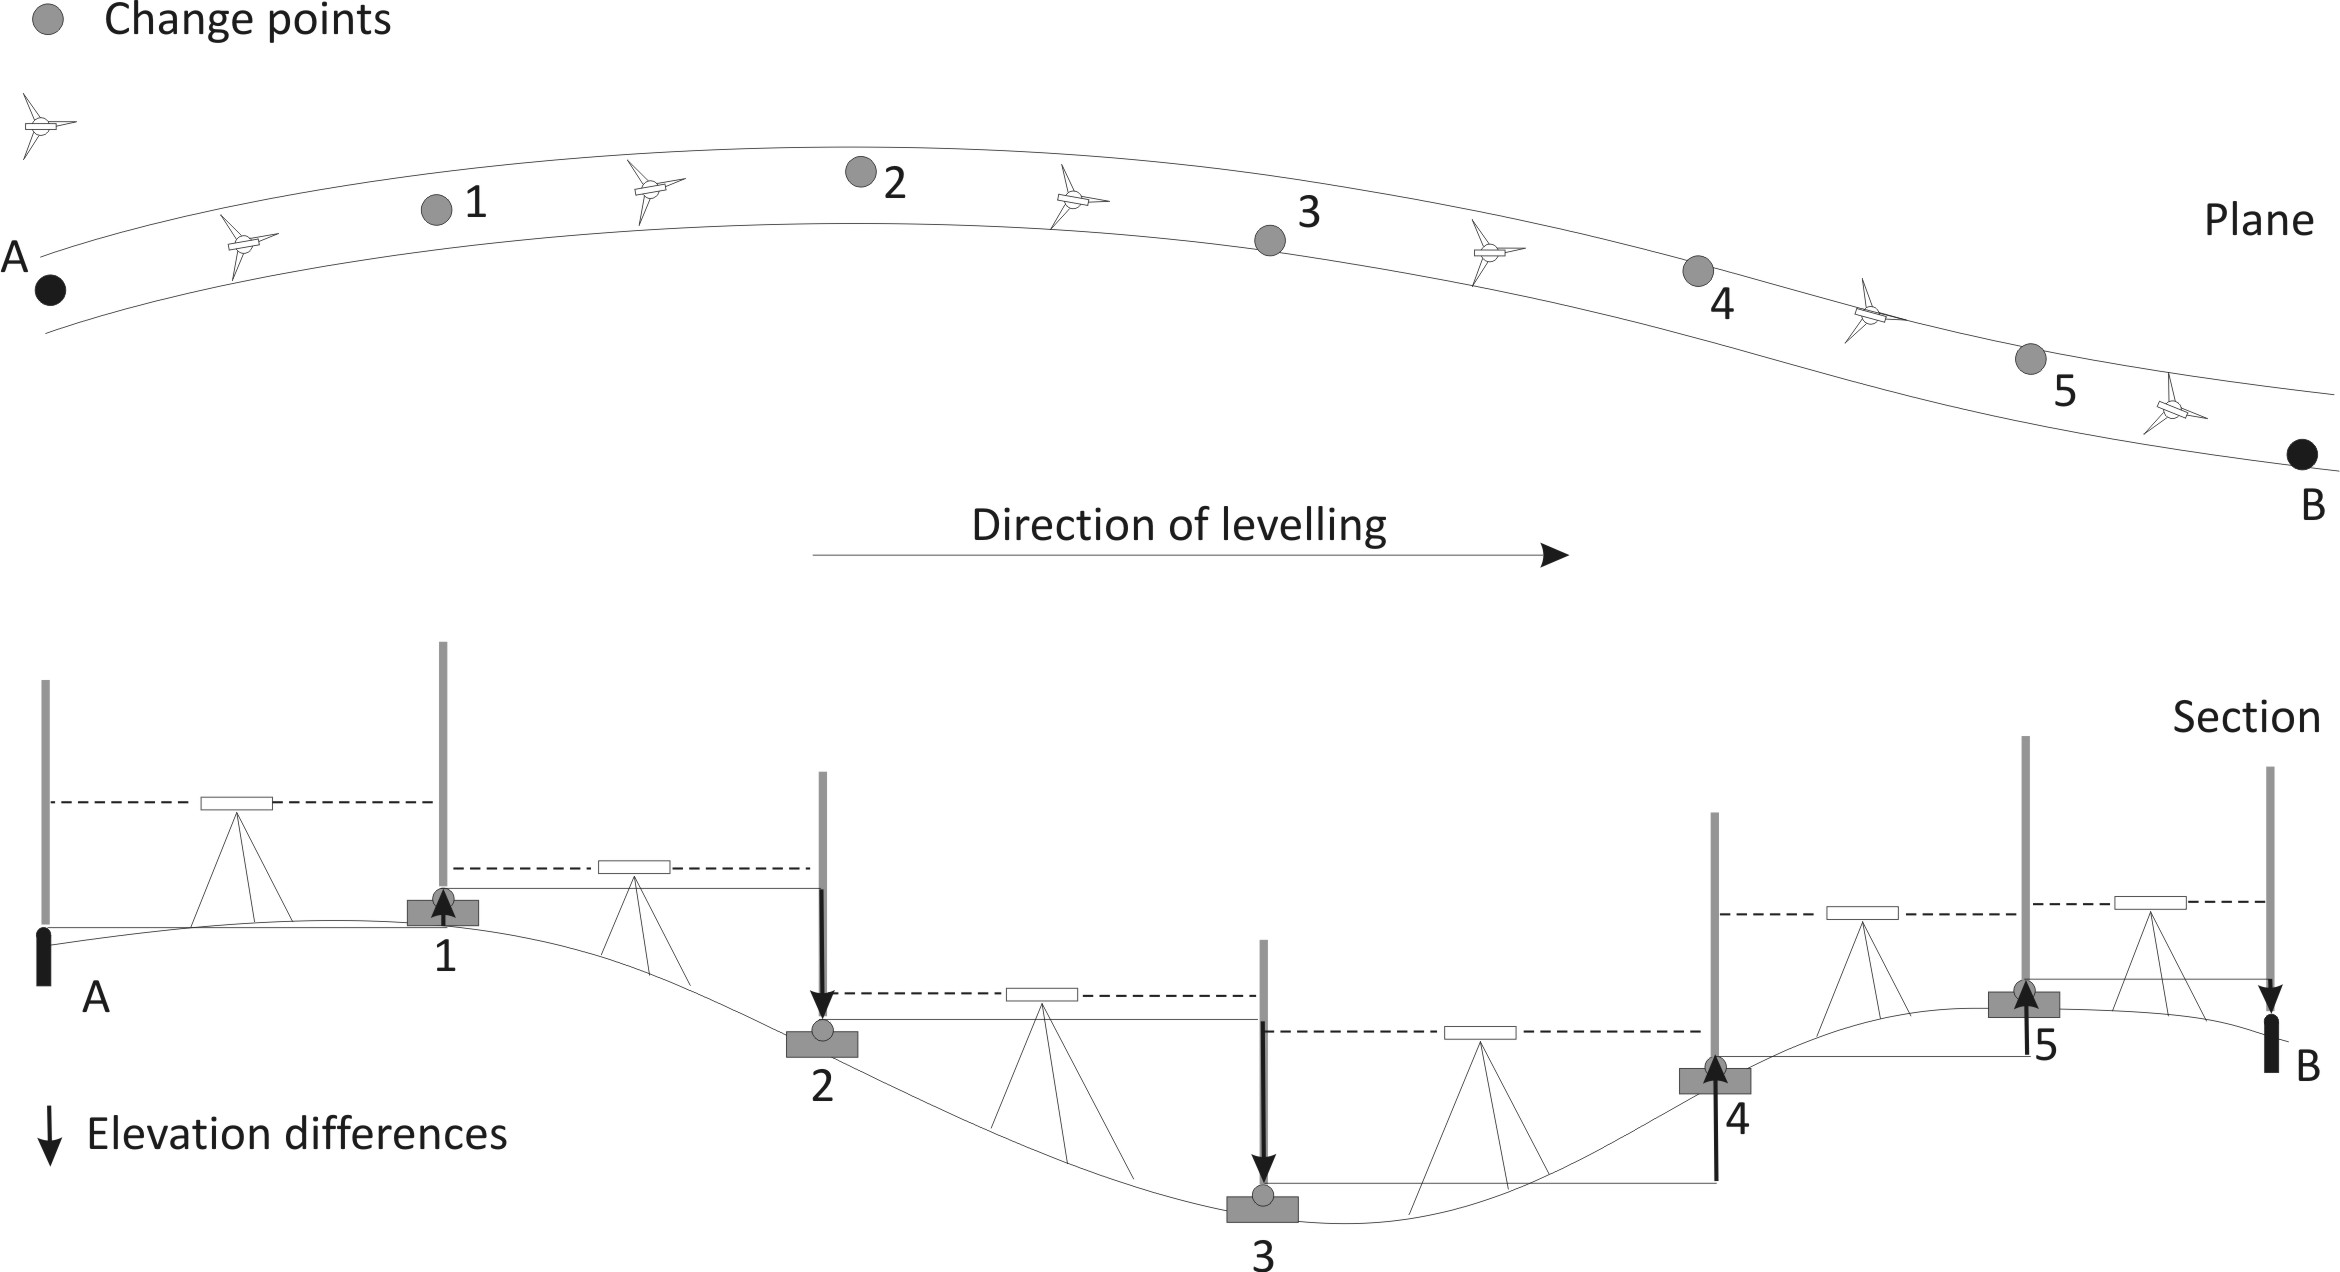 Change points
1
2
3
4
5
A
B
Plane
Direction of levelling
Section
A
1
2
3
4
5
B
Elevation differences